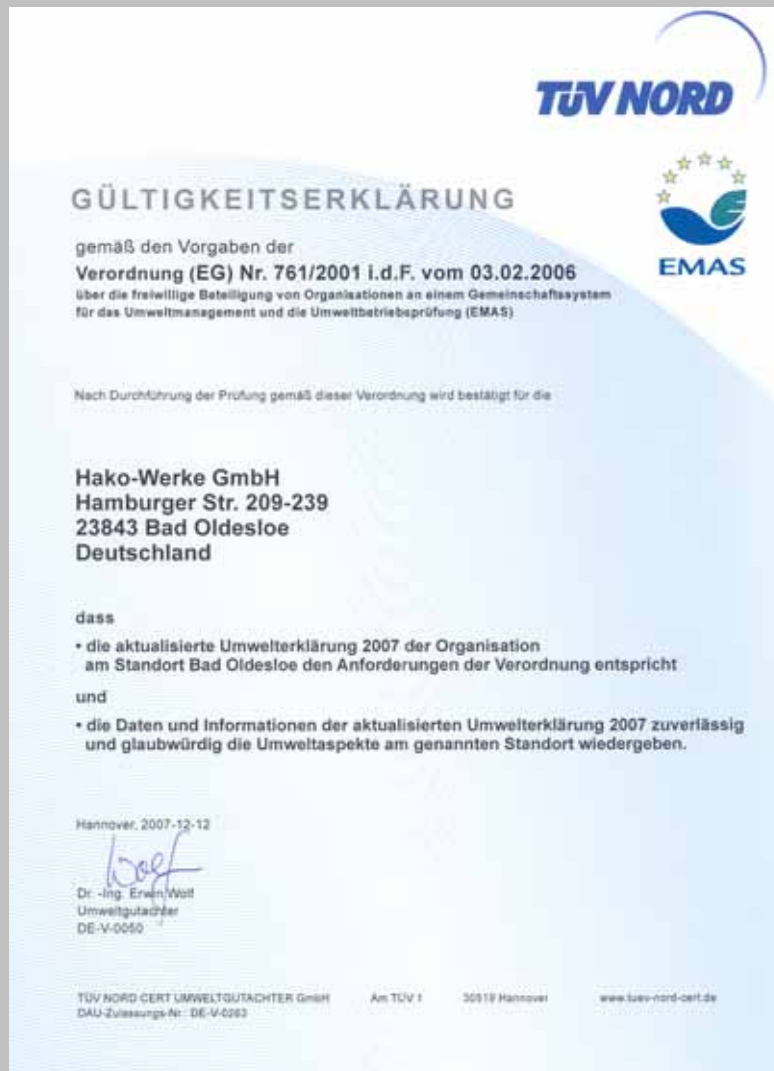 TÜV NORD
EMAS
GÜLTIGKEITSERKLÄRUNG
gemäß den Vorgaben der
Verordnung (EG) Nr. 761/2001 i.d.F. vom 03.02.2006
über die freiwillige Beteiligung von Organisationen an einem Gemeinschaftssystem
für das Umweltmanagement und die Umweltbetriebsprüfung (EMAS)
Nach Durchführung der Prüfung gemäß dieser Verordnung wird bestätigt für die
Hako-Werke GmbH
Hamburger Str. 209-239
23843 Bad Oldesloe
Deutschland
dass
• die aktualisierte Umwelterklärung 2007 der Organisation
am Standort Bad Oldesloe den Anforderungen der Verordnung entspricht
und
• die Daten und Informationen der aktualisierten Umwelterklärung 2007 zuverlässig
und glaubwürdig die Umweltaspekte am genannten Standort wiedergeben.
Hannover, 2007-12-12
Wolf
Dr. -Ing. Erwin Wolf
Umweltgutachter
DE-V-0050
TÜV NORD CERT UMWELTGUTACHTER GmbH Am TÜV 1 30519 Hannover www.tuev-nord-cert.de
DAU-Zulassungs-Nr.: DE-V-0263